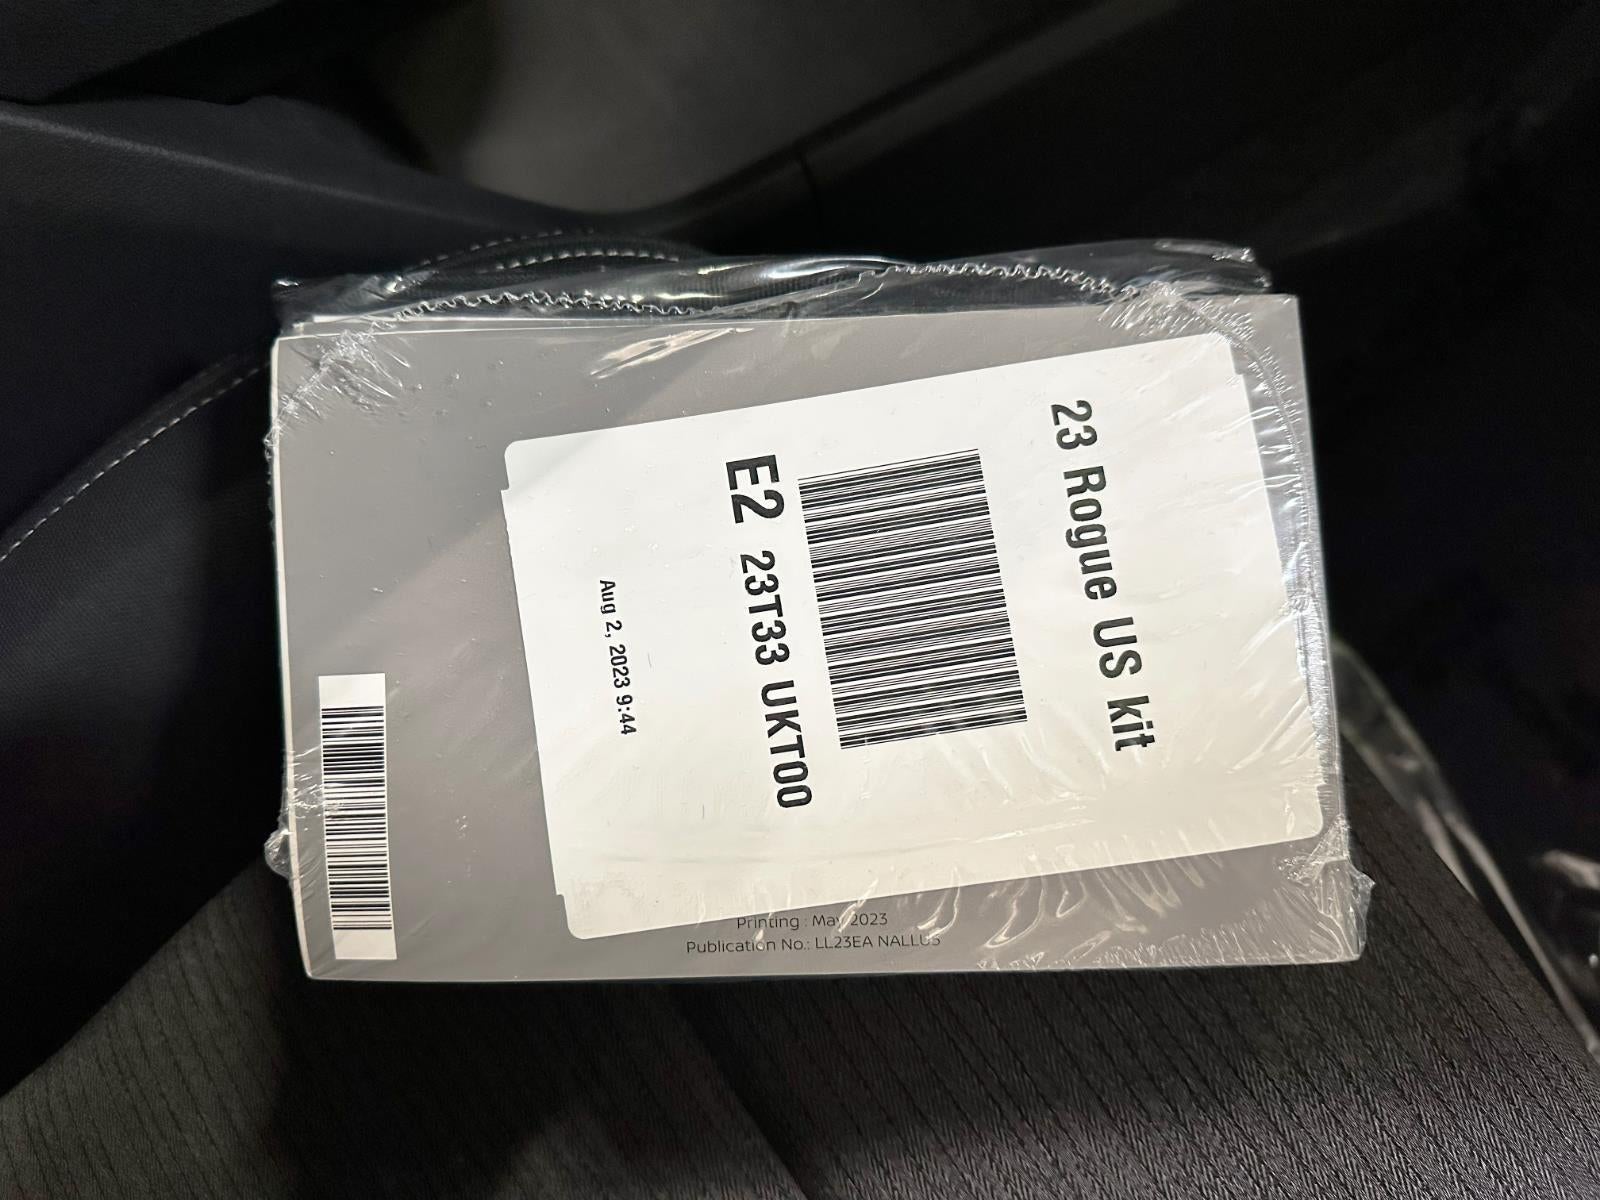 23 Rogue US kit
E2 23T33 UKT00
Aug 2, 2023 9:44
Printing : May 2023
Publication No.: LL23EA NALLUS